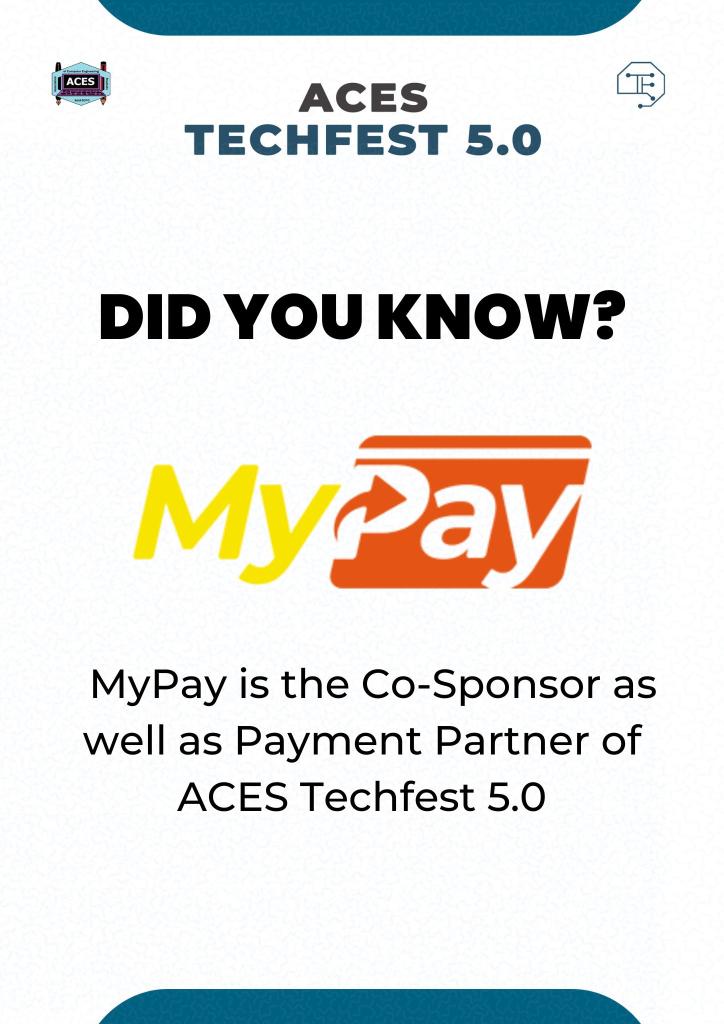 ACES
ACES
TECHFEST 5.0
DID YOU KNOW?
MyPay
MyPay is the Co-Sponsor as
well as Payment Partner of
ACES Techfest 5.0